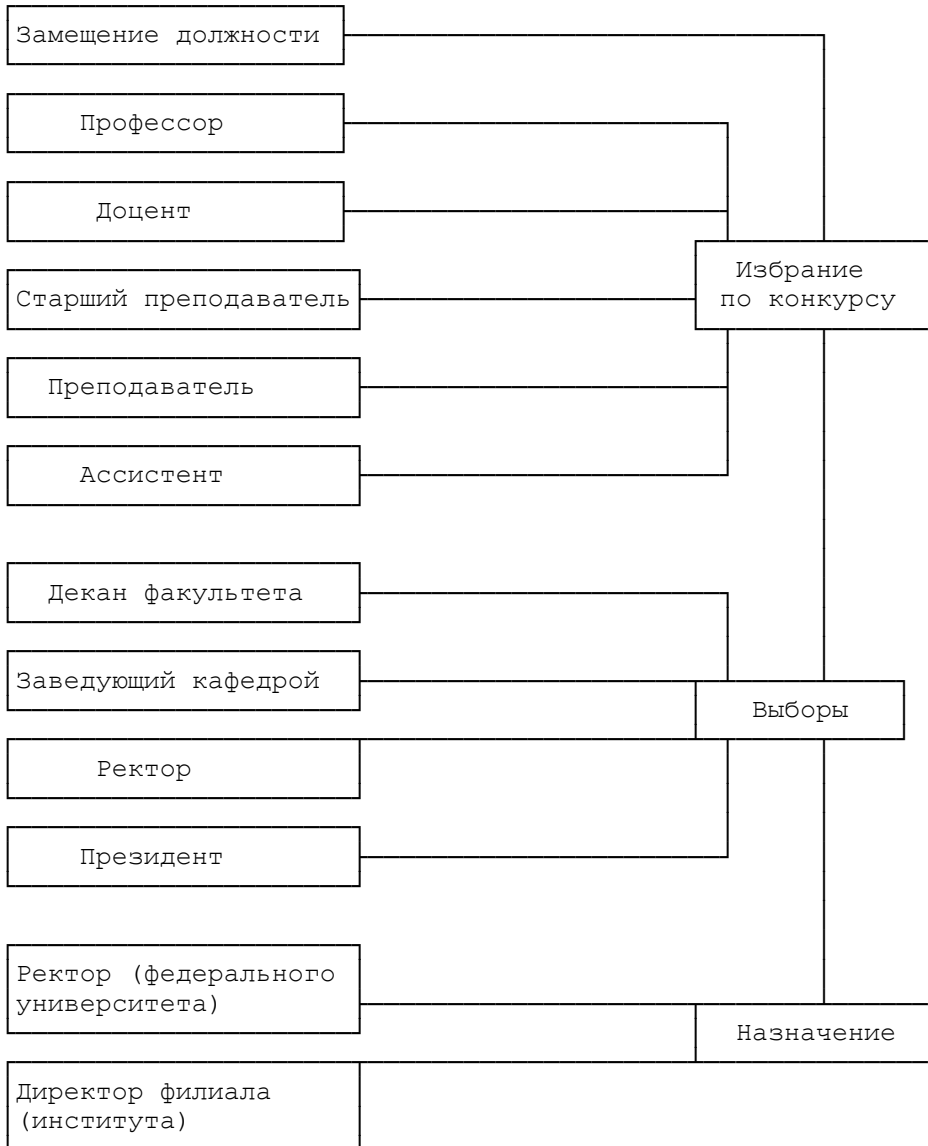 Замещение должности
Профессор
Доцент
Избрание
по конкурсу
Старший преподаватель
Преподаватель
Ассистент
Декан факультета
Заведующий кафедрой
Выборы
Ректор
Президент
Ректор (федерального
университета)
Назначение
Директор филиала
(института)